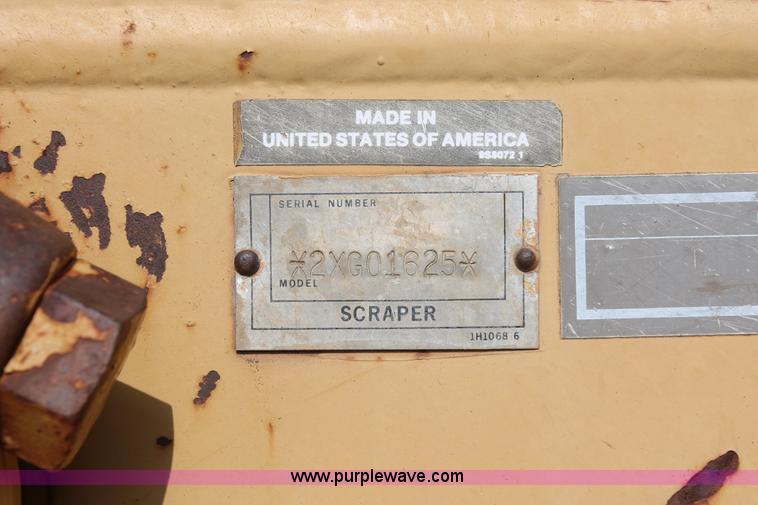 MADE IN
UNITED STATES OF AMERICA
9S8072 1
SERIAL NUMBER
*2XG01625*
MODEL
SCRAPER
1H1068 6
www.purplewave.com